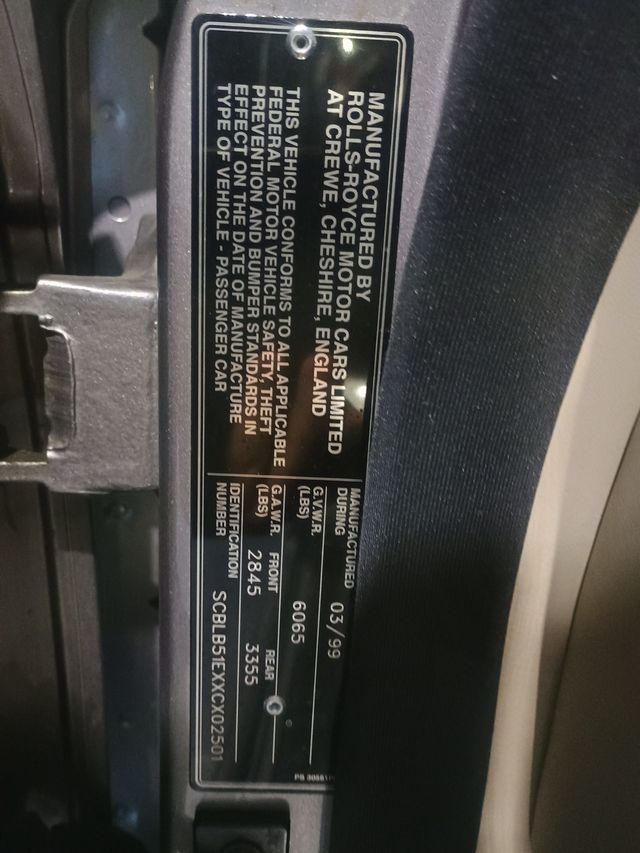 MANUFACTURED BY
ROLLS-ROYCE MOTOR CARS LIMITED
AT CREWE, CHESHIRE, ENGLAND
THIS VEHICLE CONFORMS TO ALL APPLICABLE
FEDERAL MOTOR VEHICLE SAFETY, THEFT
PREVENTION AND BUMPER STANDARDS IN
EFFECT ON THE DATE OF MANUFACTURE
TYPE OF VEHICLE - PASSENGER CAR
MANUFACTURED
DURING 03/99
G.V.W.R.
(LBS) 6065
G.A.W.R. FRONT REAR
(LBS) 2845 3355
IDENTIFICATION
NUMBER SCBLB51EXXCX02501